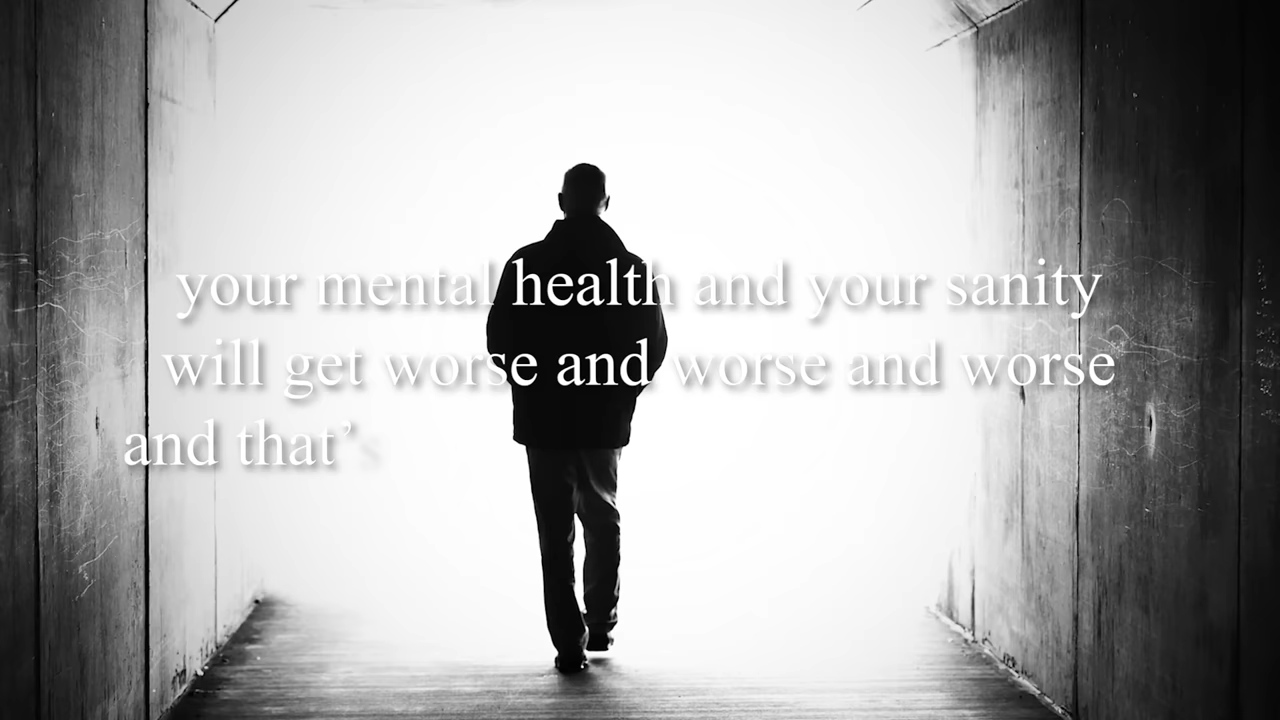 your mental health and your sanity
will get worse and worse and worse
and that’s